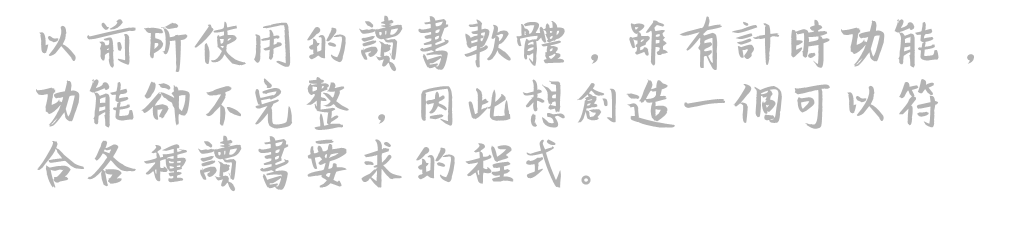 以前所使用的讀書軟體，雖有計時功能，
功能卻不完整，因此想創造一個可以符
合各種讀書要求的程式。